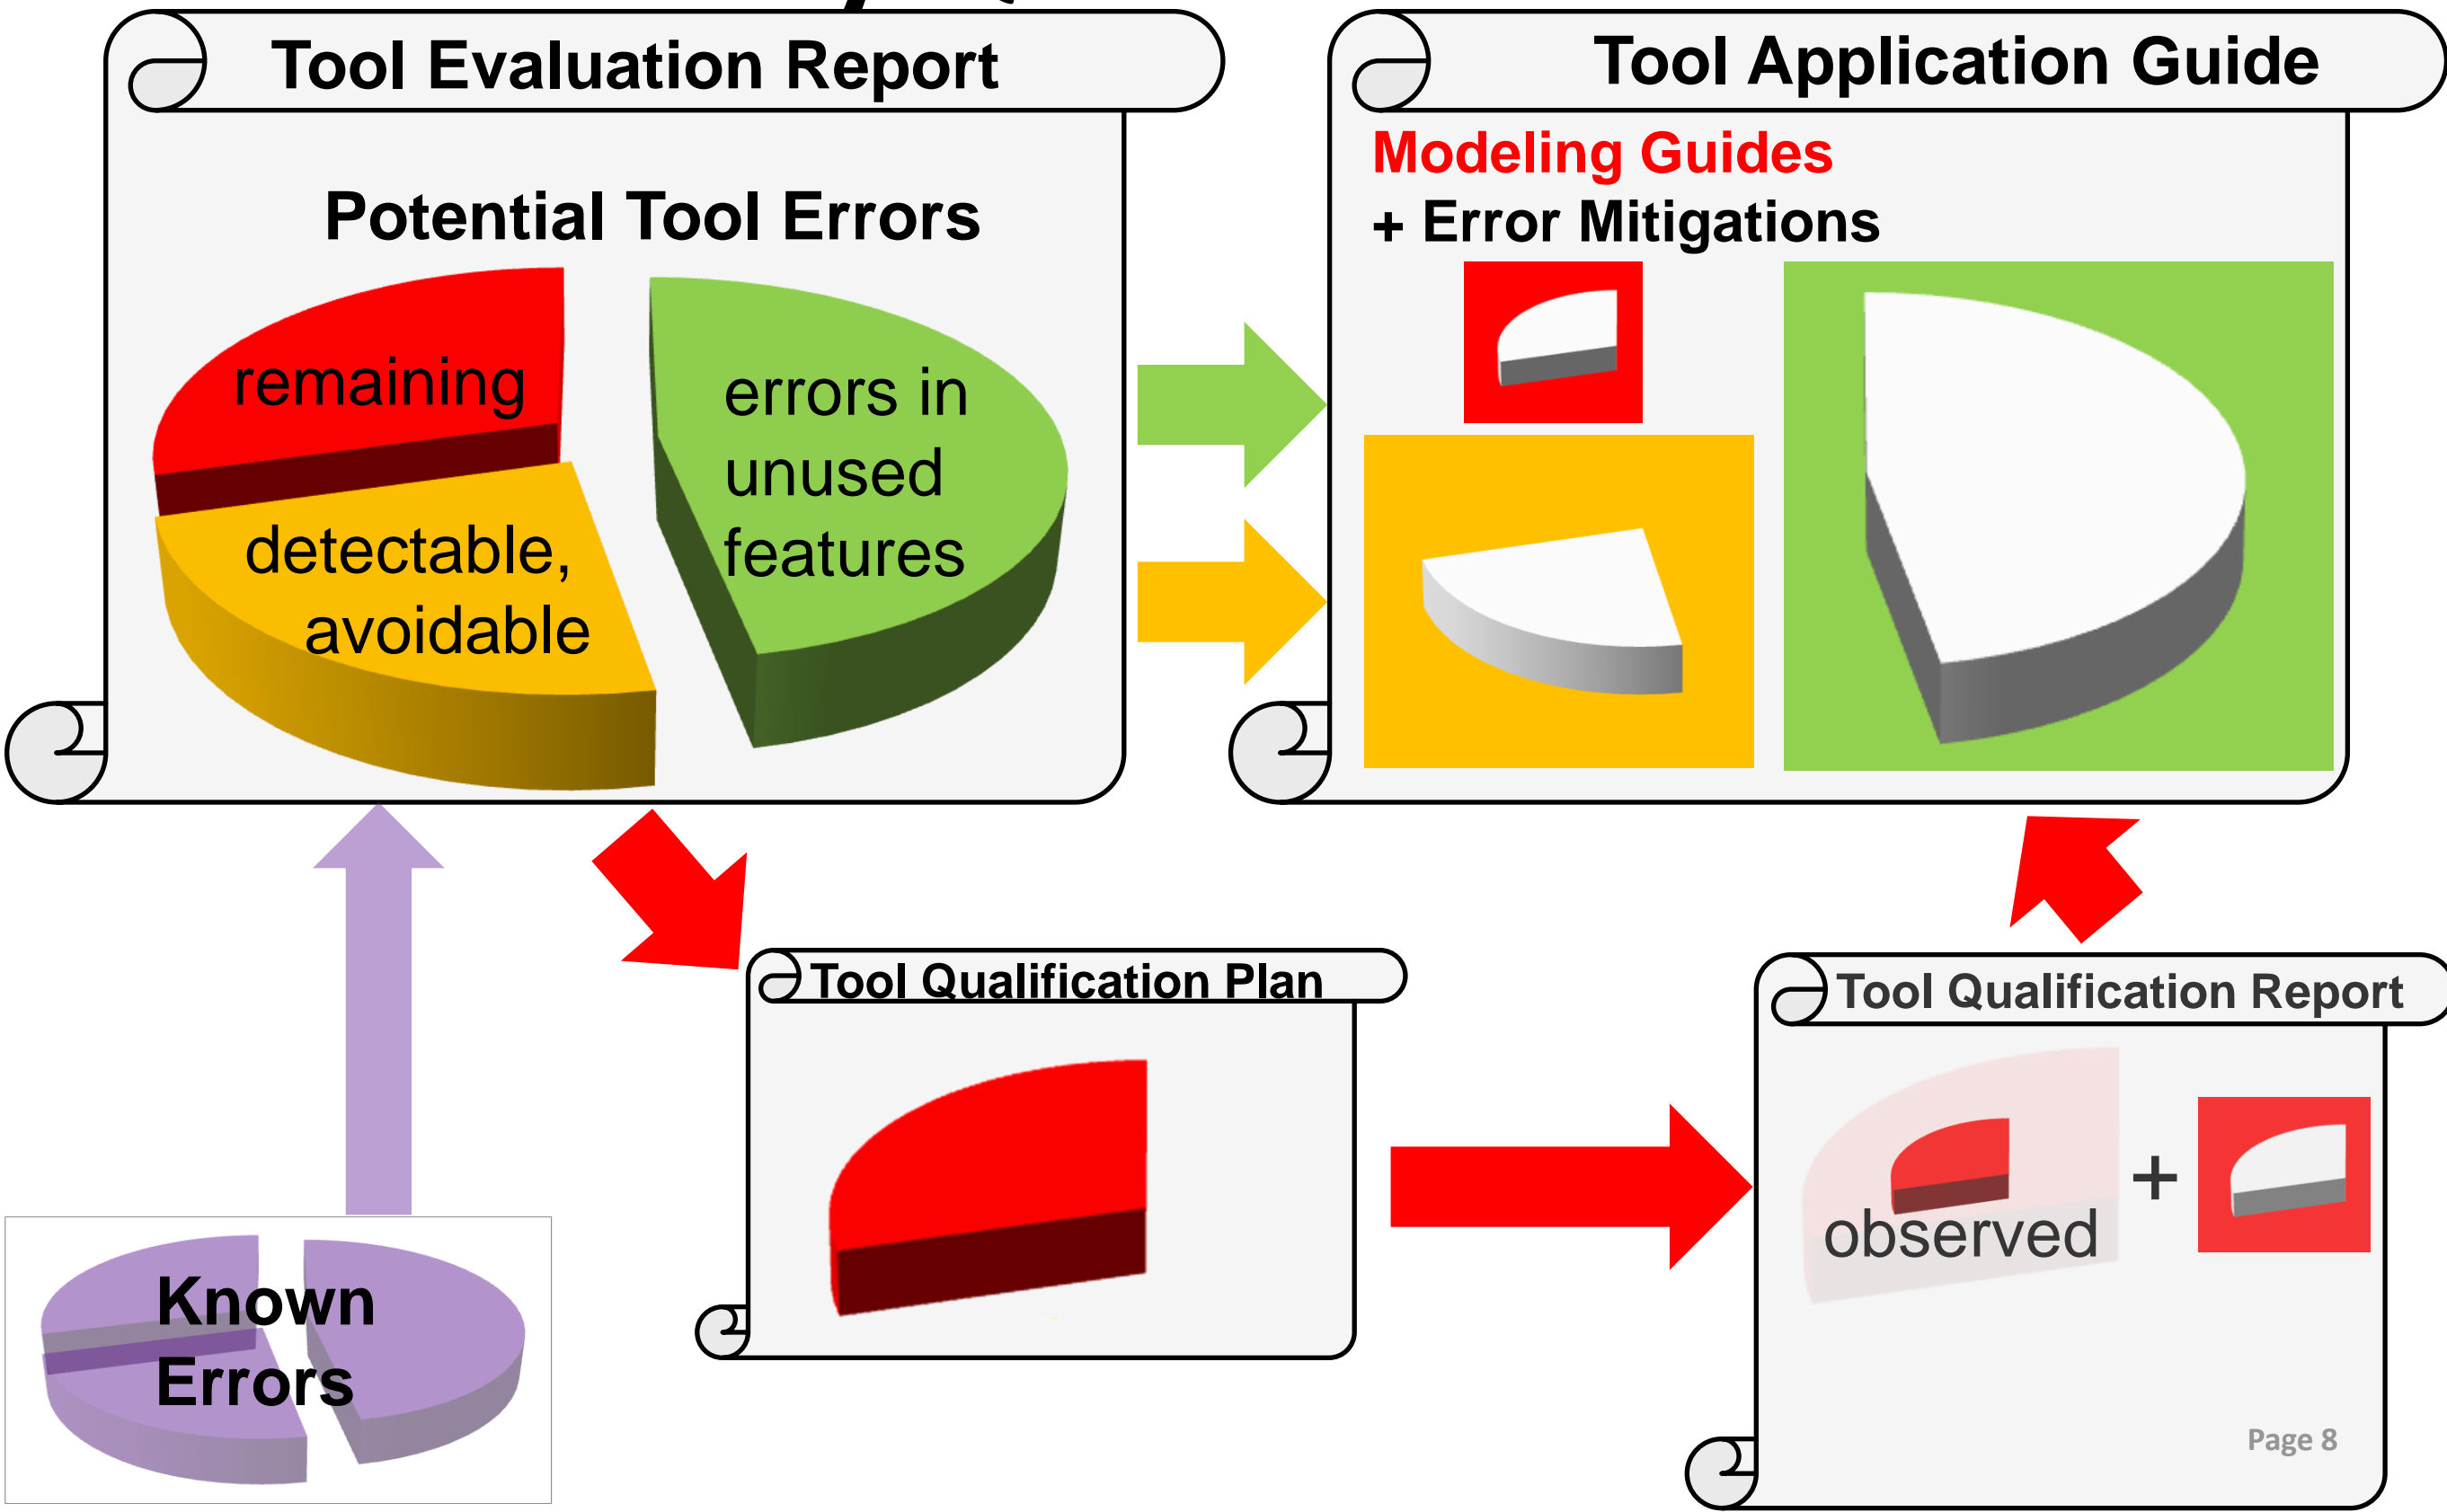 Tool Evaluation Report
Potential Tool Errors
remaining
errors in
unused
features
detectable,
avoidable
Tool Application Guide
Modeling Guides
+ Error Mitigations
Tool Qualification Plan
Tool Qualification Report
+
observed
Known
Errors
Page 8